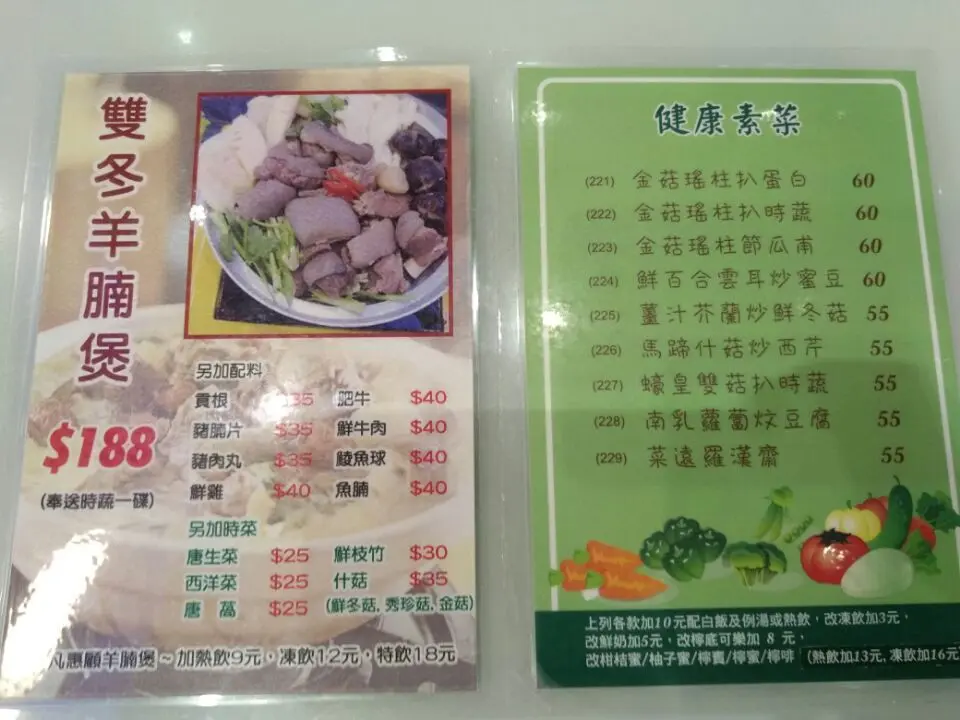 雙冬羊腩煲
$188
(奉送時蔬一碟)
另加配料
貢根 $35 肥牛 $40
豬腩片 $35 鮮牛肉 $40
豬肉丸 $35 鯪魚球 $40
鮮雞 $40 魚腩 $40
另加時菜
唐生菜 $25 鮮枝竹 $30
西洋菜 $25 什菇 $35
唐萵 $25 (鮮冬菇, 秀珍菇, 金菇)
凡惠顧羊腩煲~加熱飲9元,凍飲12元,特飲18元
健康素菜
(221) 金菇瑤柱扒蛋白 60
(222) 金菇瑤柱扒時蔬 60
(223) 金菇瑤柱節瓜甫 60
(224) 鮮百合雲耳炒蜜豆 60
(225) 薑汁芥蘭炒鮮冬菇 55
(226) 馬蹄什菇炒西芹 55
(227) 蠔皇雙菇扒時蔬 55
(228) 南乳蘿蔔炆豆腐 55
(229) 菜遠羅漢齋 55
上列各款加10元配白飯及例湯或熱飲,改凍飲加3元,
改鮮奶加5元,改檸底可樂加 8 元,
改柑桔蜜/柚子蜜/檸賓/檸蜜/檸啡 (熱飲加13元, 凍飲加16元)